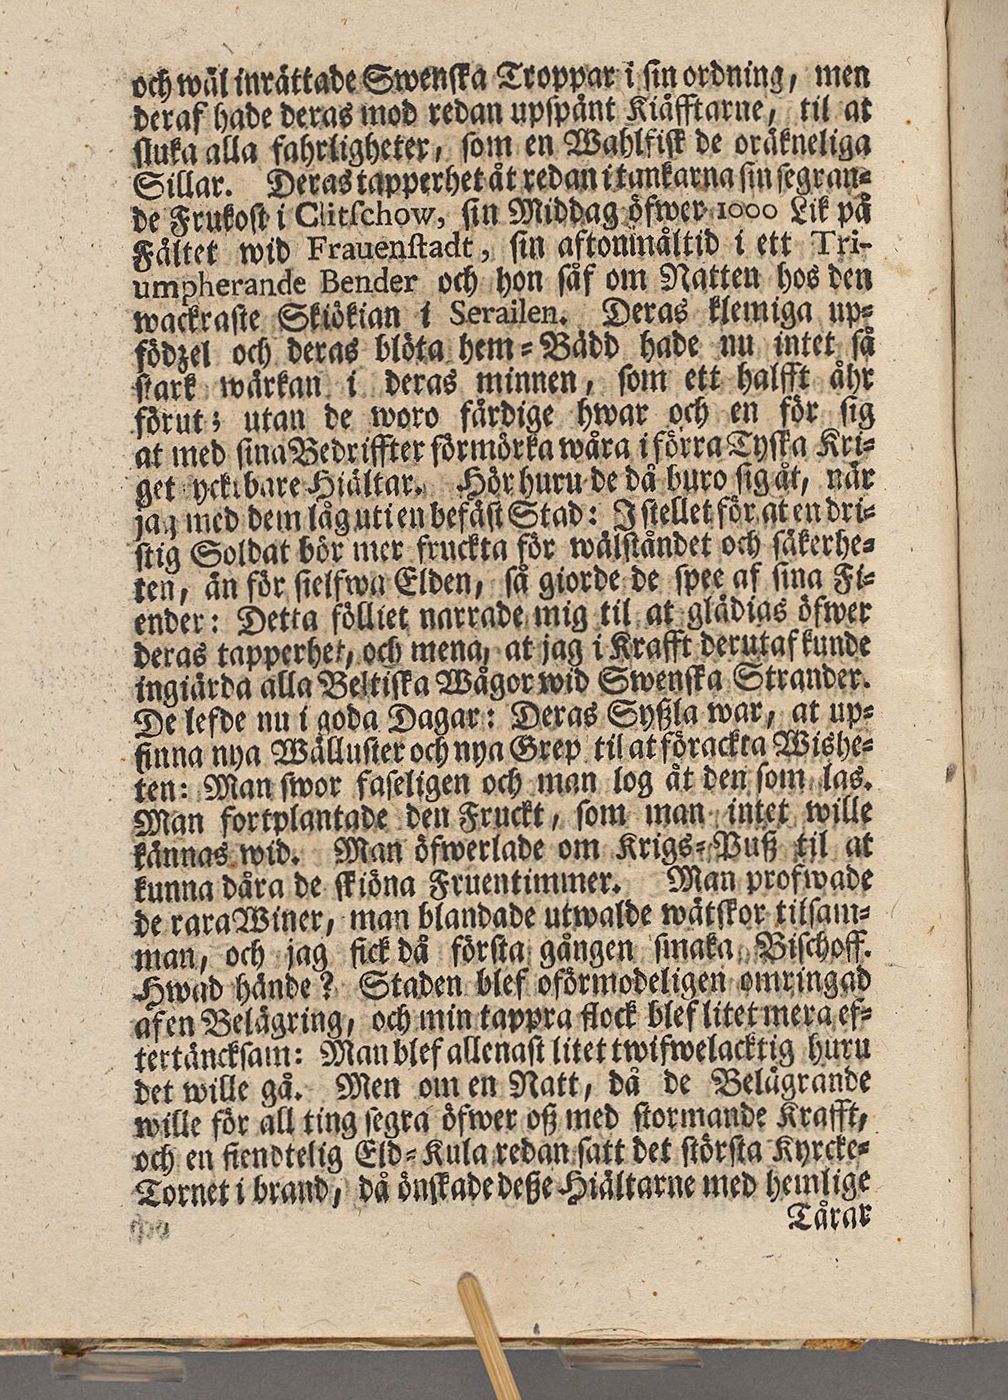 och wäl inrättade Swenska Troppar i sin ordning, men
deraf hade deras mod redan upspänt Kiäfftarne, til at
sluka alla fahrligheter, som en Wahlfisk de oräkneliga
Sillar. Deras tapperhet åt redan i tankarna sin segran-
de Frukost i Clitschow, sin Middag öfwer 1000 Lik på
Fältet wid Frauenstadt, sin aftonmåltid i ett Tri-
umpherande Bender och hon såf om Natten hos den
wackraste Skiökian i Serailen. Deras klemiga up-
födzel och deras blöta hem-Bädd hade nu intet så
stark wärkan i deras minnen, som ett halfft åhr
förut; utan de woro färdige hwar och en för sig
at med sina Bedriffter förmörka wåra i förra Tyska Kri-
get yckbare Hiältar. Hör huru de då buro sig åt, när
jag med dem låg uti en befäst Stad: I stellet för at en dri-
stig Soldat bör mer fruckta för wälståndet och säkerhe-
ten, än för sielfwa Elden, så giorde de spee af sina Fi-
ender: Detta fölliet narrade mig til at glädias öfwer
deras tapperhet, och mena, at jag i Krafft derutaf kunde
ingiärda alla Beltiska Wågor wid Swenska Strander.
De lefde nu i goda Dagar: Deras Syßla war, at up-
finna nya Wälluster och nya Grep til at förackta Wishe-
ten: Man swor faseligen och man log åt den som las.
Man fortplantade den Fruckt, som man intet wille
kännas wid. Man öfwerlade om Krigs-Puß til at
kunna dåra de skiöna Fruentimmer. Man profwade
de rara Winer, man blandade utwalde wätskor tilsam-
man, och jag fick då första gången smaka Bischoff.
Hwad hände? Staden blef oförmodeligen omringad
af en Belägring, och min tappra flock blef litet mera ef-
tertäncksam: Man blef allenast litet twifwelacktig huru
det wille gå. Men om en Natt, då de Belägrande
wille för all ting segra öfwer oß med stormande Krafft,
och en fiendtelig Eld-Kula redan satt det största Kyrcke-
Tornet i brand, då önskade deße Hiältarne med hemlige
Tårar